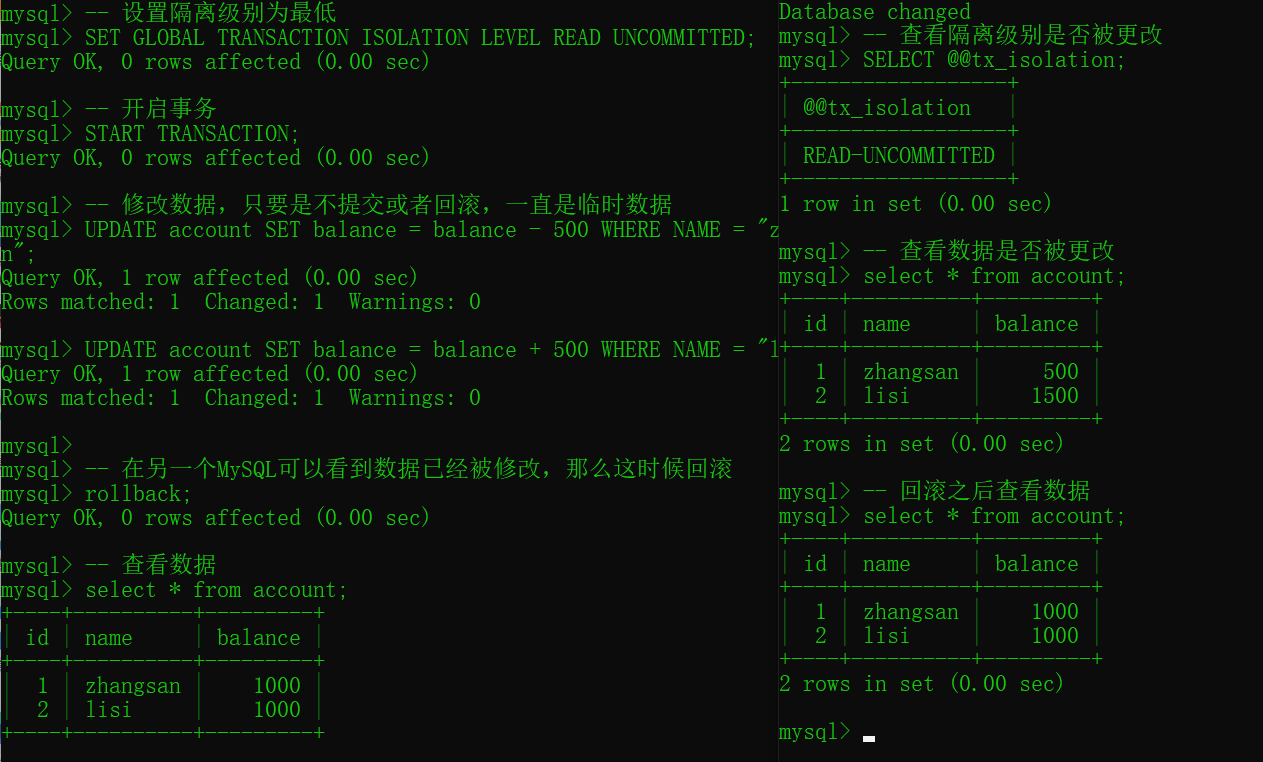 mysql> -- 设置隔离级别为最低
mysql> SET GLOBAL TRANSACTION ISOLATION LEVEL READ UNCOMMITTED;
Query OK, 0 rows affected (0.00 sec)
mysql> -- 开启事务
mysql> START TRANSACTION;
Query OK, 0 rows affected (0.00 sec)
mysql> -- 修改数据，只要是不提交或者回滚，一直是临时数据
mysql> UPDATE account SET balance = balance - 500 WHERE NAME = "z
n";
Query OK, 1 row affected (0.00 sec)
Rows matched: 1  Changed: 1  Warnings: 0
mysql> UPDATE account SET balance = balance + 500 WHERE NAME = "l
Query OK, 1 row affected (0.00 sec)
Rows matched: 1  Changed: 1  Warnings: 0
mysql>
mysql> -- 在另一个MySQL可以看到数据已经被修改，那么这时候回滚
mysql> rollback;
Query OK, 0 rows affected (0.00 sec)
mysql> -- 查看数据
mysql> select * from account;
+----+----------+---------+
| id | name     | balance |
+----+----------+---------+
|  1 | zhangsan |    1000 |
|  2 | lisi     |    1000 |
+----+----------+---------+
Database changed
mysql> -- 查看隔离级别是否被更改
mysql> SELECT @@tx_isolation;
+------------------+
| @@tx_isolation   |
+------------------+
| READ-UNCOMMITTED |
+------------------+
1 row in set (0.00 sec)
mysql> -- 查看数据是否被更改
mysql> select * from account;
+----+----------+---------+
| id | name     | balance |
+----+----------+---------+
|  1 | zhangsan |     500 |
|  2 | lisi     |    1500 |
+----+----------+---------+
2 rows in set (0.00 sec)
mysql> -- 回滚之后查看数据
mysql> select * from account;
+----+----------+---------+
| id | name     | balance |
+----+----------+---------+
|  1 | zhangsan |    1000 |
|  2 | lisi     |    1000 |
+----+----------+---------+
2 rows in set (0.00 sec)
mysql>